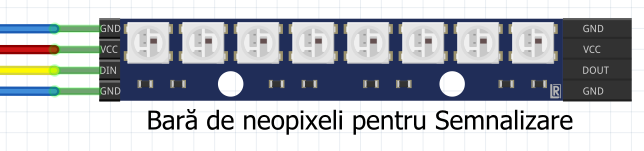 GND GND
VCC VCC
DIN DOUT
GND GND
Bară de neopixeli pentru Semnalizare